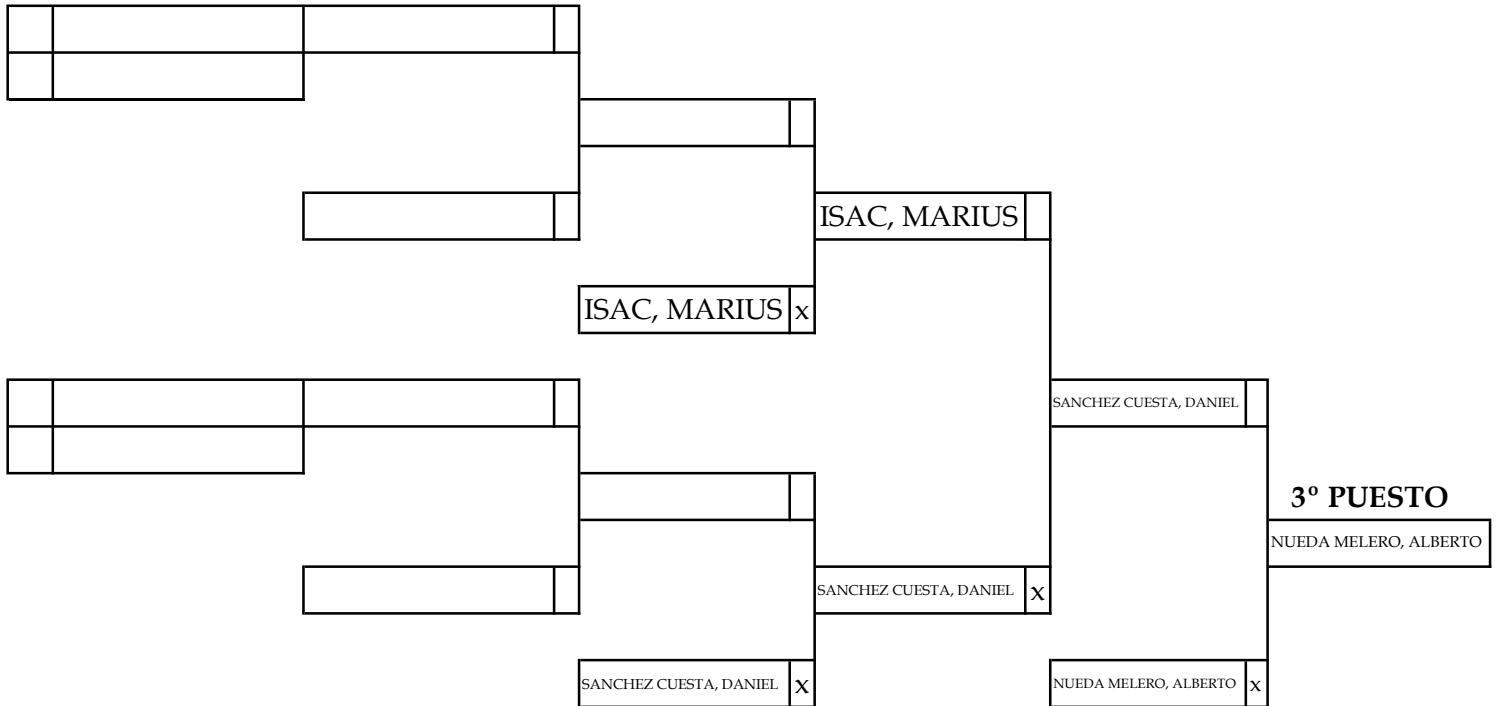 ISAC, MARIUS
ISAC, MARIUS x
SANCHEZ CUESTA, DANIEL
3º PUESTO
NUEDA MELERO, ALBERTO
SANCHEZ CUESTA, DANIEL x
SANCHEZ CUESTA, DANIEL x
NUEDA MELERO, ALBERTO x